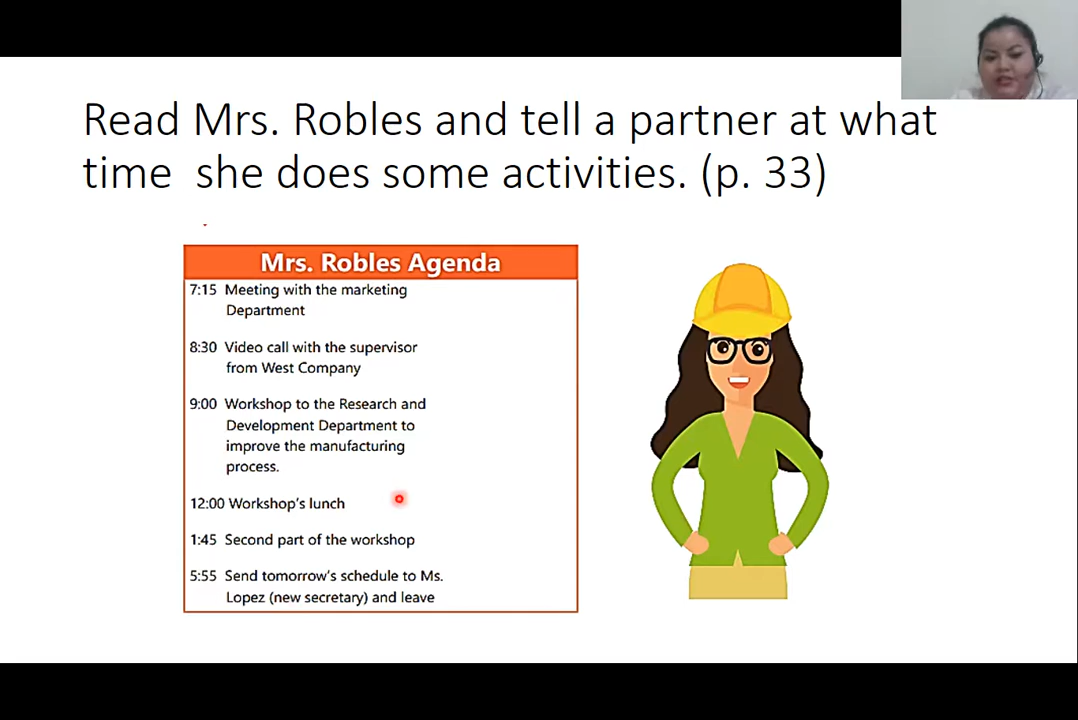 Read Mrs. Robles and tell a partner at what
time she does some activities. (p. 33)
Mrs. Robles Agenda
7:15 Meeting with the marketing
Department
8:30 Video call with the supervisor
from West Company
9:00 Workshop to the Research and
Development Department to
improve the manufacturing
process.
12:00 Workshop's lunch
1:45 Second part of the workshop
5:55 Send tomorrow's schedule to Ms.
Lopez (new secretary) and leave